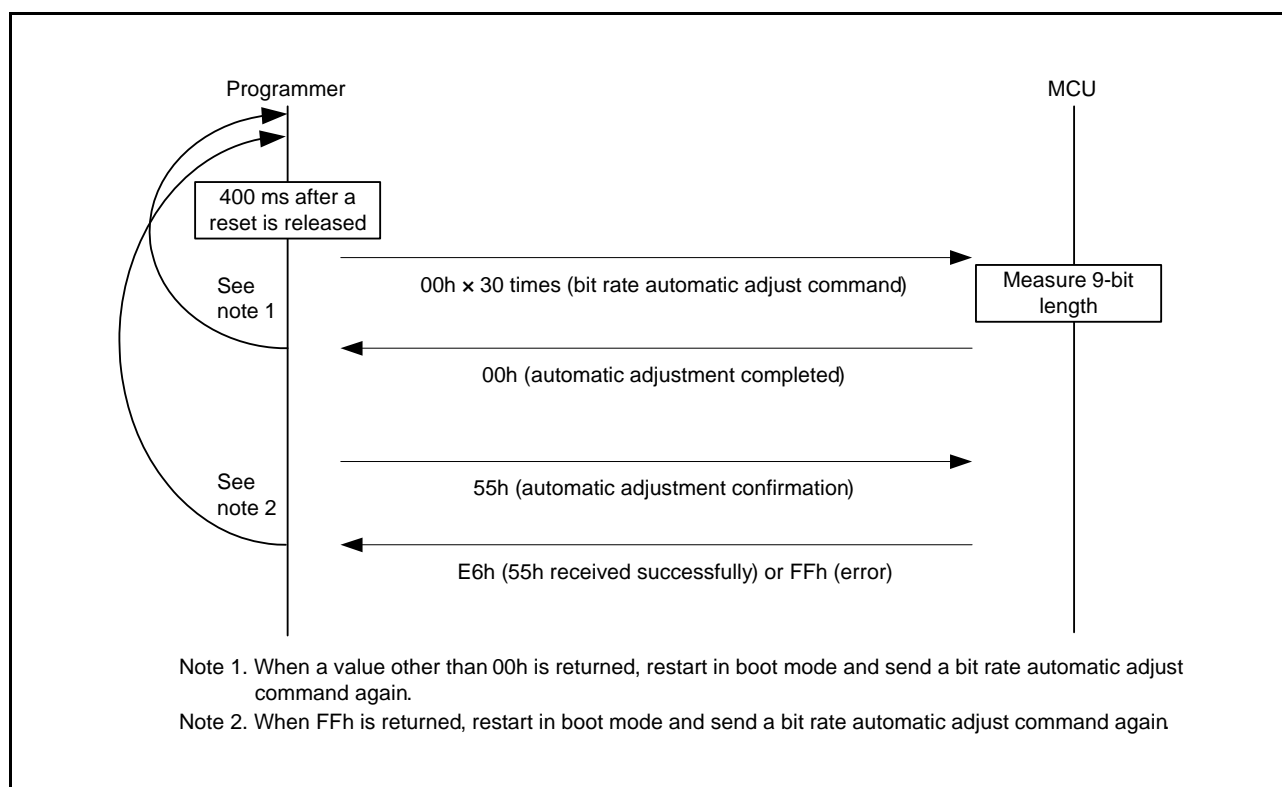 Programmer
MCU
400 ms after a
reset is released
00h × 30 times (bit rate automatic adjust command)
Measure 9-bit
length
See
note 1
00h (automatic adjustment completed)
55h (automatic adjustment confirmation)
See
note 2
E6h (55h received successfully) or FFh (error)
Note 1. When a value other than 00h is returned, restart in boot mode and send a bit rate automatic adjust
command again.
Note 2. When FFh is returned, restart in boot mode and send a bit rate automatic adjust command again.